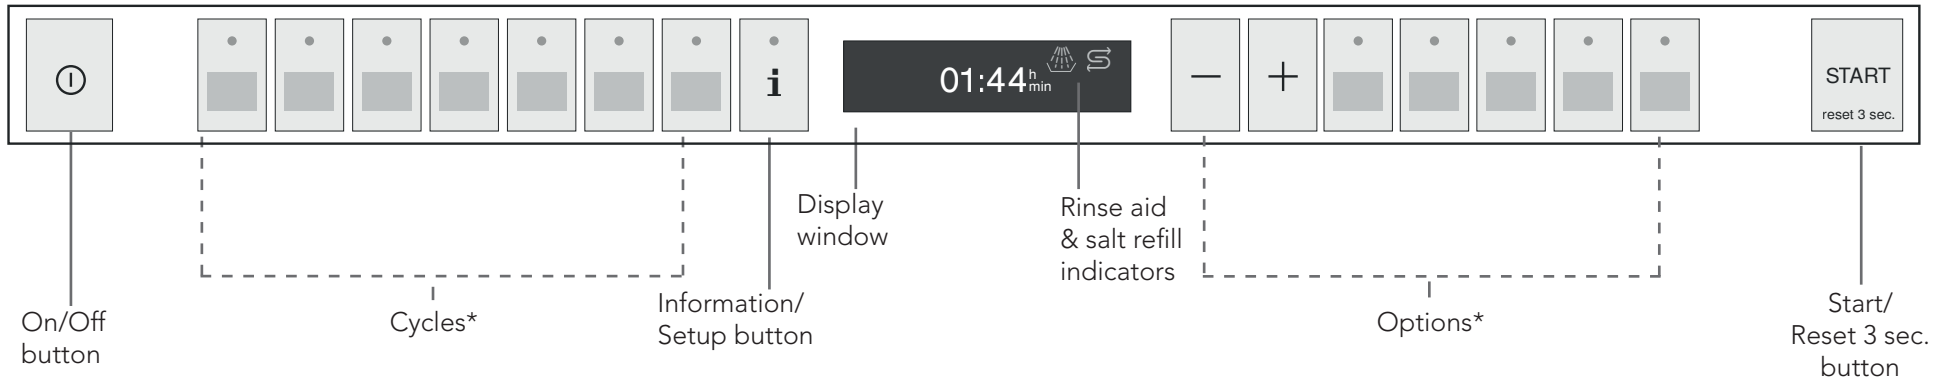 i
01:44 h min
− +
START
reset 3 sec.
Display
window
Rinse aid
& salt refill
indicators
On/Off
button
Cycles*
Information/
Setup button
Options*
Start/
Reset 3 sec.
button